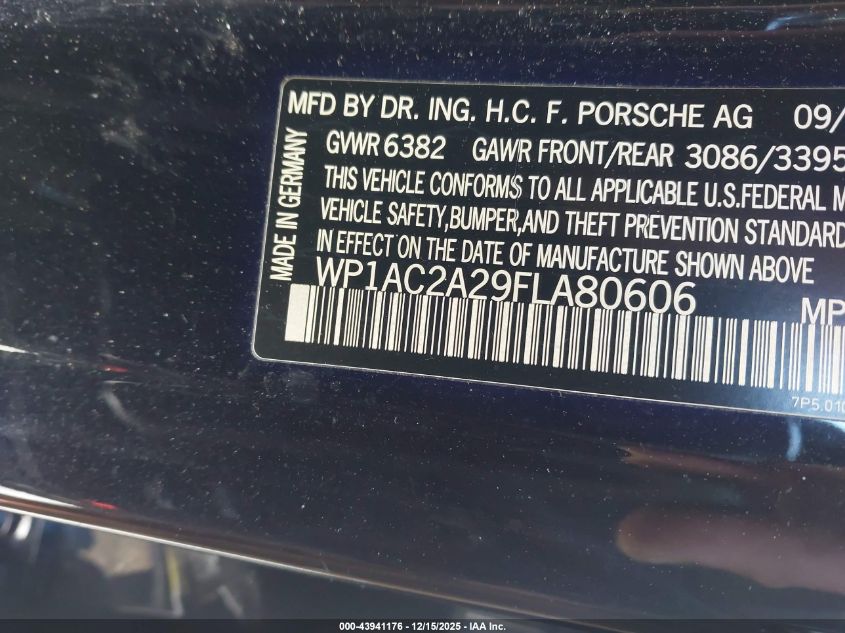 MFD BY DR. ING. H.C. F. PORSCHE AG 09/
GVWR 6382 GAWR FRONT/REAR 3086/3395
THIS VEHICLE CONFORMS TO ALL APPLICABLE U.S.FEDERAL M
VEHICLE SAFETY,BUMPER,AND THEFT PREVENTION STANDARD
IN EFFECT ON THE DATE OF MANUFACTURE SHOWN ABOVE
MADE IN GERMANY
WP1AC2A29FLA80606 MP
7P5.010
000-43941176 - 12/15/2025 - IAA Inc.